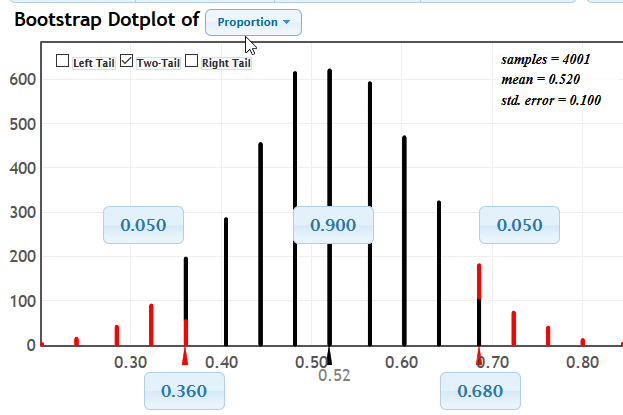 Bootstrap Dotplot of Proportion
Left Tail Two-Tail Right Tail
samples = 4001
mean = 0.520
std. error = 0.100
600
500
400
300
200
100
0
0.050 0.900 0.050
0.30 0.40 0.50 0.60 0.70 0.80
0.52
0.360 0.680